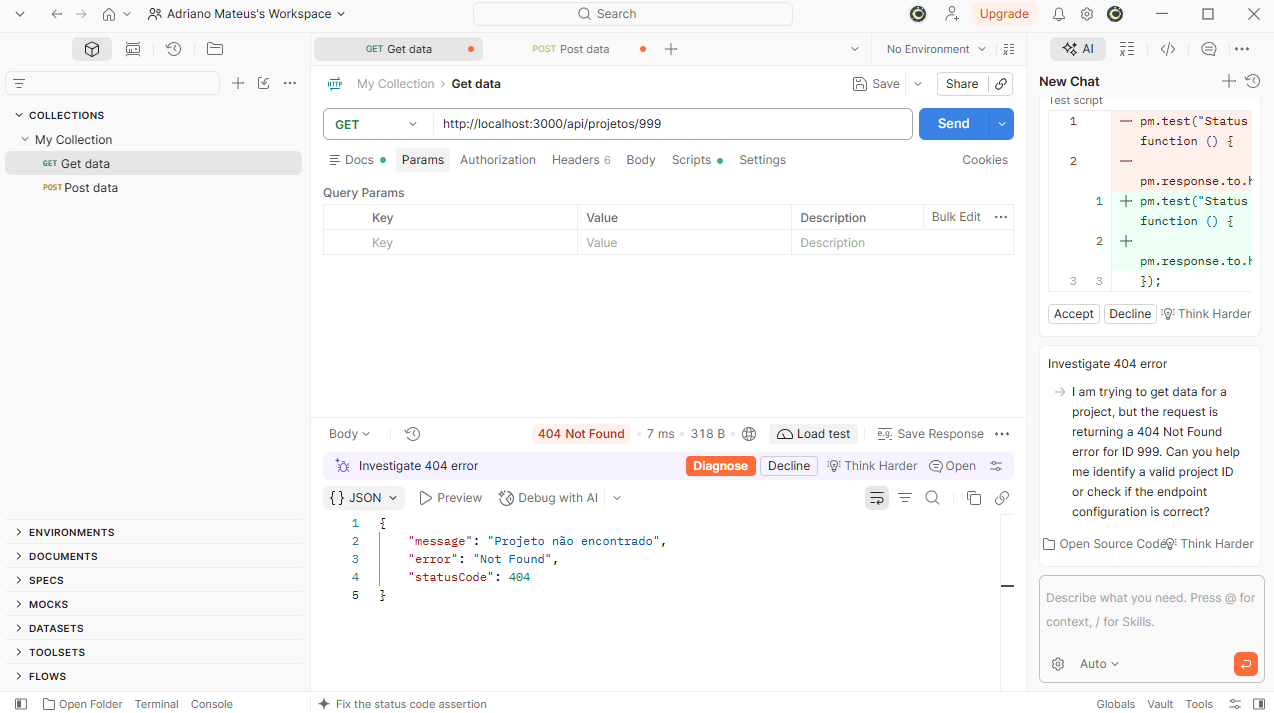 Adriano Mateus's Workspace
Search
Upgrade
GET Get data
POST Post data
No Environment
AI
COLLECTIONS
My Collection
GET Get data
POST Post data
ENVIRONMENTS
DOCUMENTS
SPECS
MOCKS
DATASETS
TOOLSETS
FLOWS
HTTP
My Collection > Get data
Save
Share
GET
http://localhost:3000/api/projetos/999
Send
Docs
Params
Authorization
Headers 6
Body
Scripts
Settings
Cookies
Query Params
Key
Value
Description
Bulk Edit
Key
Value
Description
Body
404 Not Found
7 ms
318 B
Load test
e.g. Save Response
Investigate 404 error
Diagnose
Decline
Think Harder
Open
{} JSON
Preview
Debug with AI
1 {
2 "message": "Projeto não encontrado",
3 "error": "Not Found",
4 "statusCode": 404
5 }
New Chat
Test script
1 — pm.test("Status
function () {
2 —
pm.response.to.h
1 + pm.test("Status
function () {
2 +
pm.response.to.h
3 3 });
Accept
Decline
Think Harder
Investigate 404 error
I am trying to get data for a
project, but the request is
returning a 404 Not Found
error for ID 999. Can you help
me identify a valid project ID
or check if the endpoint
configuration is correct?
Open Source Code
Think Harder
Describe what you need. Press @ for
context, / for Skills.
Auto
Open Folder
Terminal
Console
Fix the status code assertion
Globals
Vault
Tools